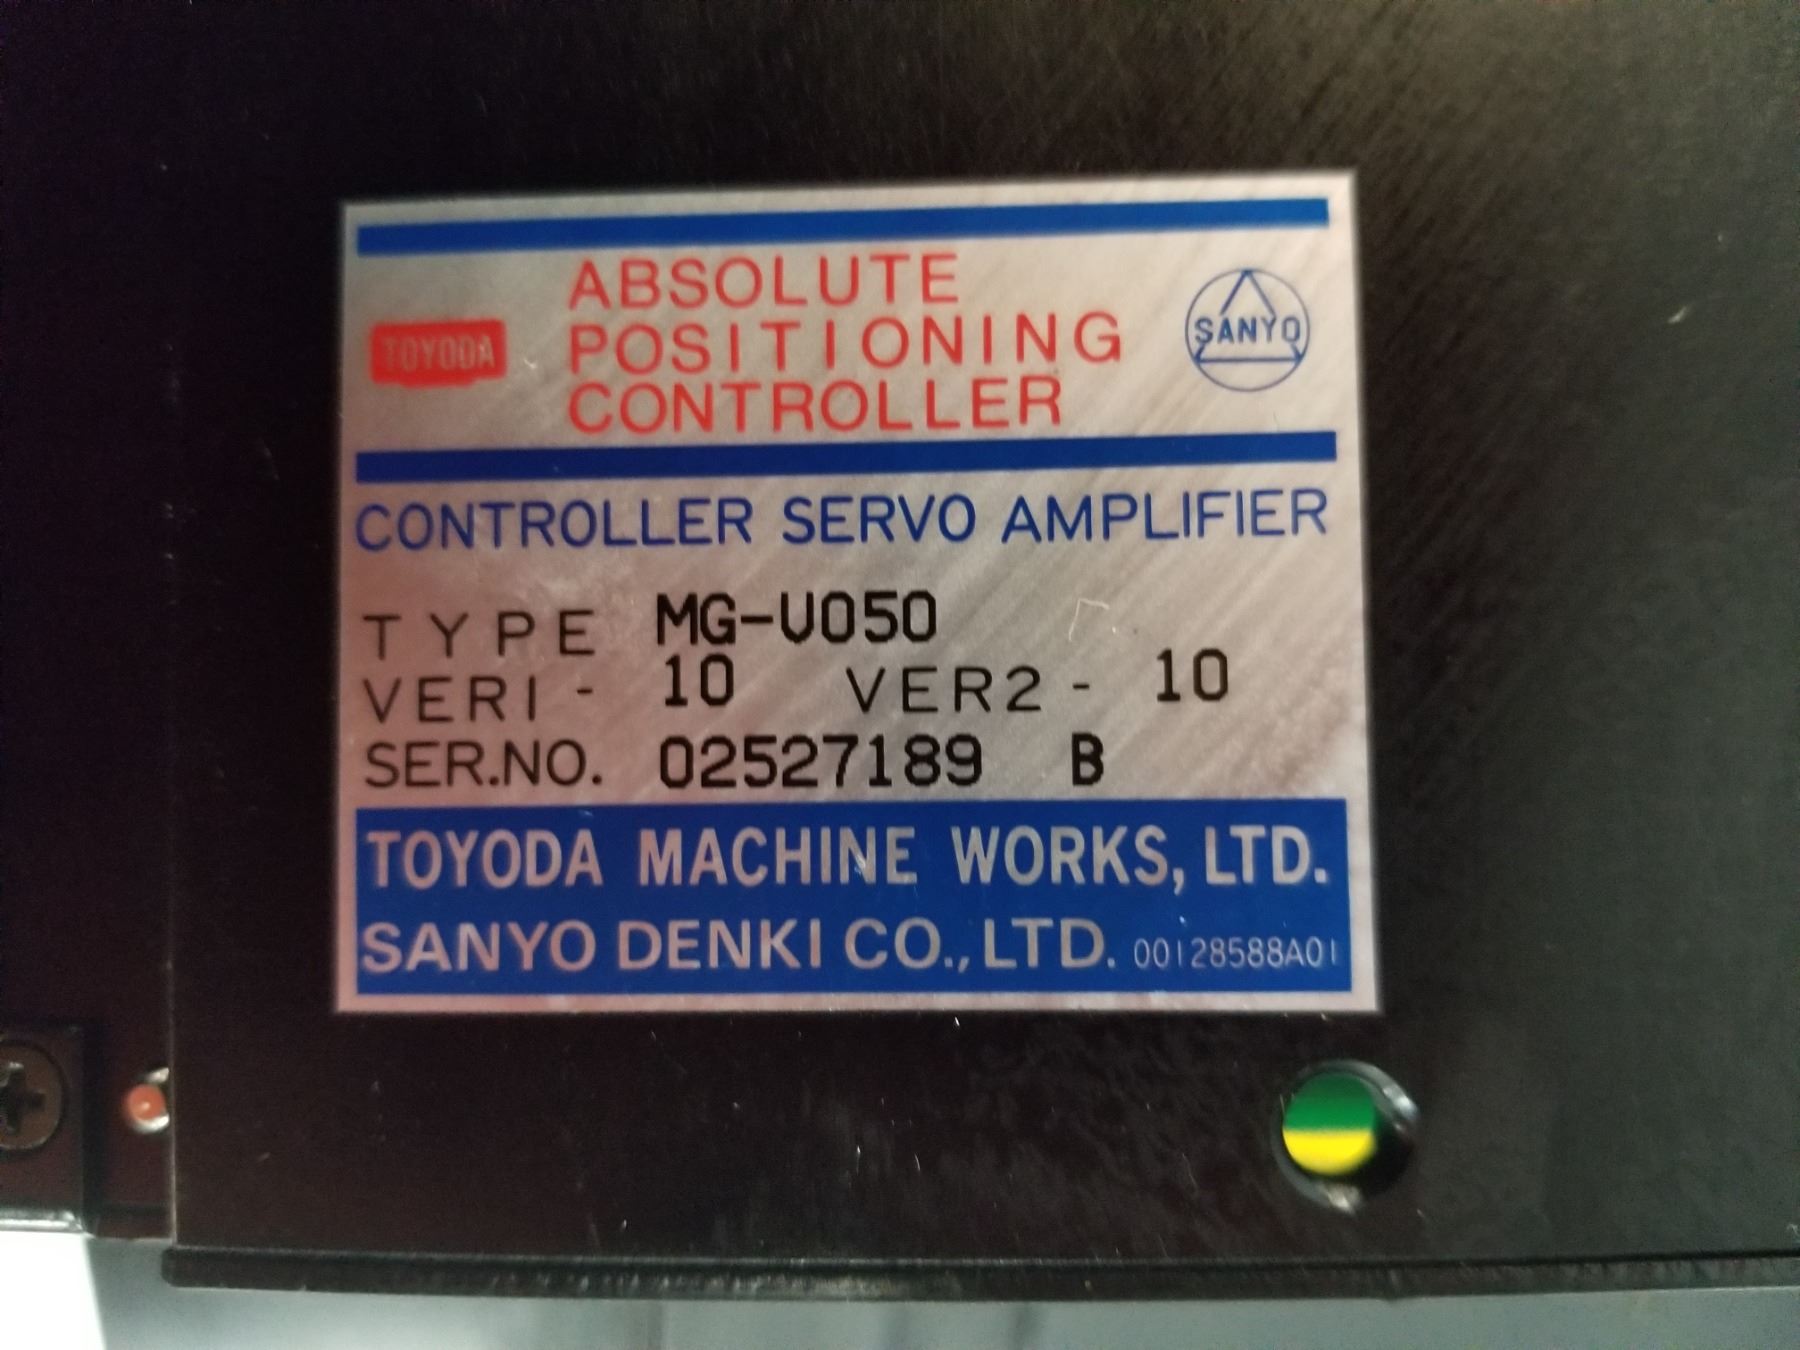 TOYODA
ABSOLUTE
POSITIONING
CONTROLLER
SANYO
CONTROLLER SERVO AMPLIFIER
TYPE MG-V050
VER1 - 10 VER2 - 10
SER.NO. 02527189 B
TOYODA MACHINE WORKS, LTD.
SANYO DENKI CO., LTD. 00128588A01